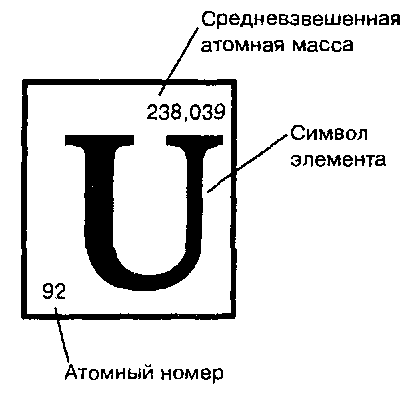 Средневзвешенная
атомная масса
238,039
U
Символ
элемента
92
Атомный номер